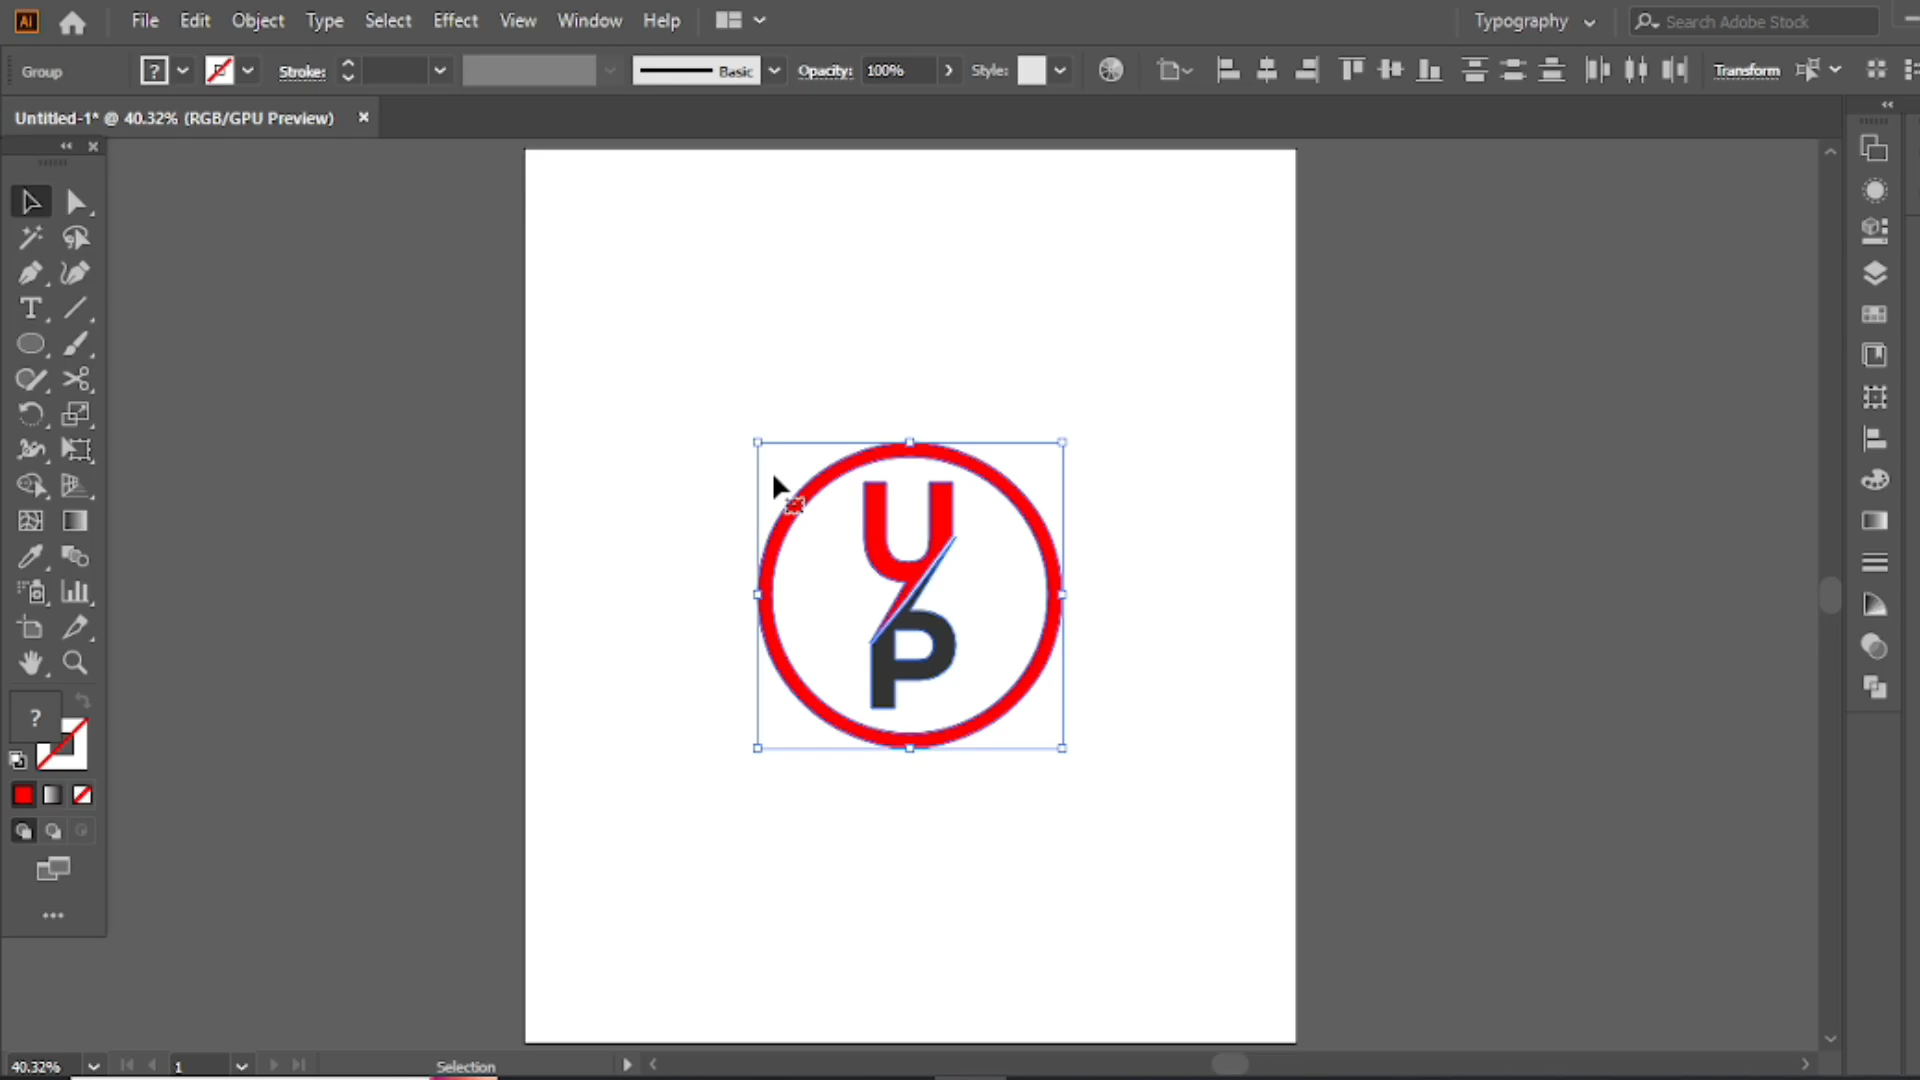 Ai File Edit Object Type Select Effect View Window Help Typography Search Adobe Stock
Group ? Stroke: Basic Opacity: 100% Style: Transform
Untitled-1* @ 40.32% (RGB/GPU Preview) ×
U
P
?
40.32% 1 Selection